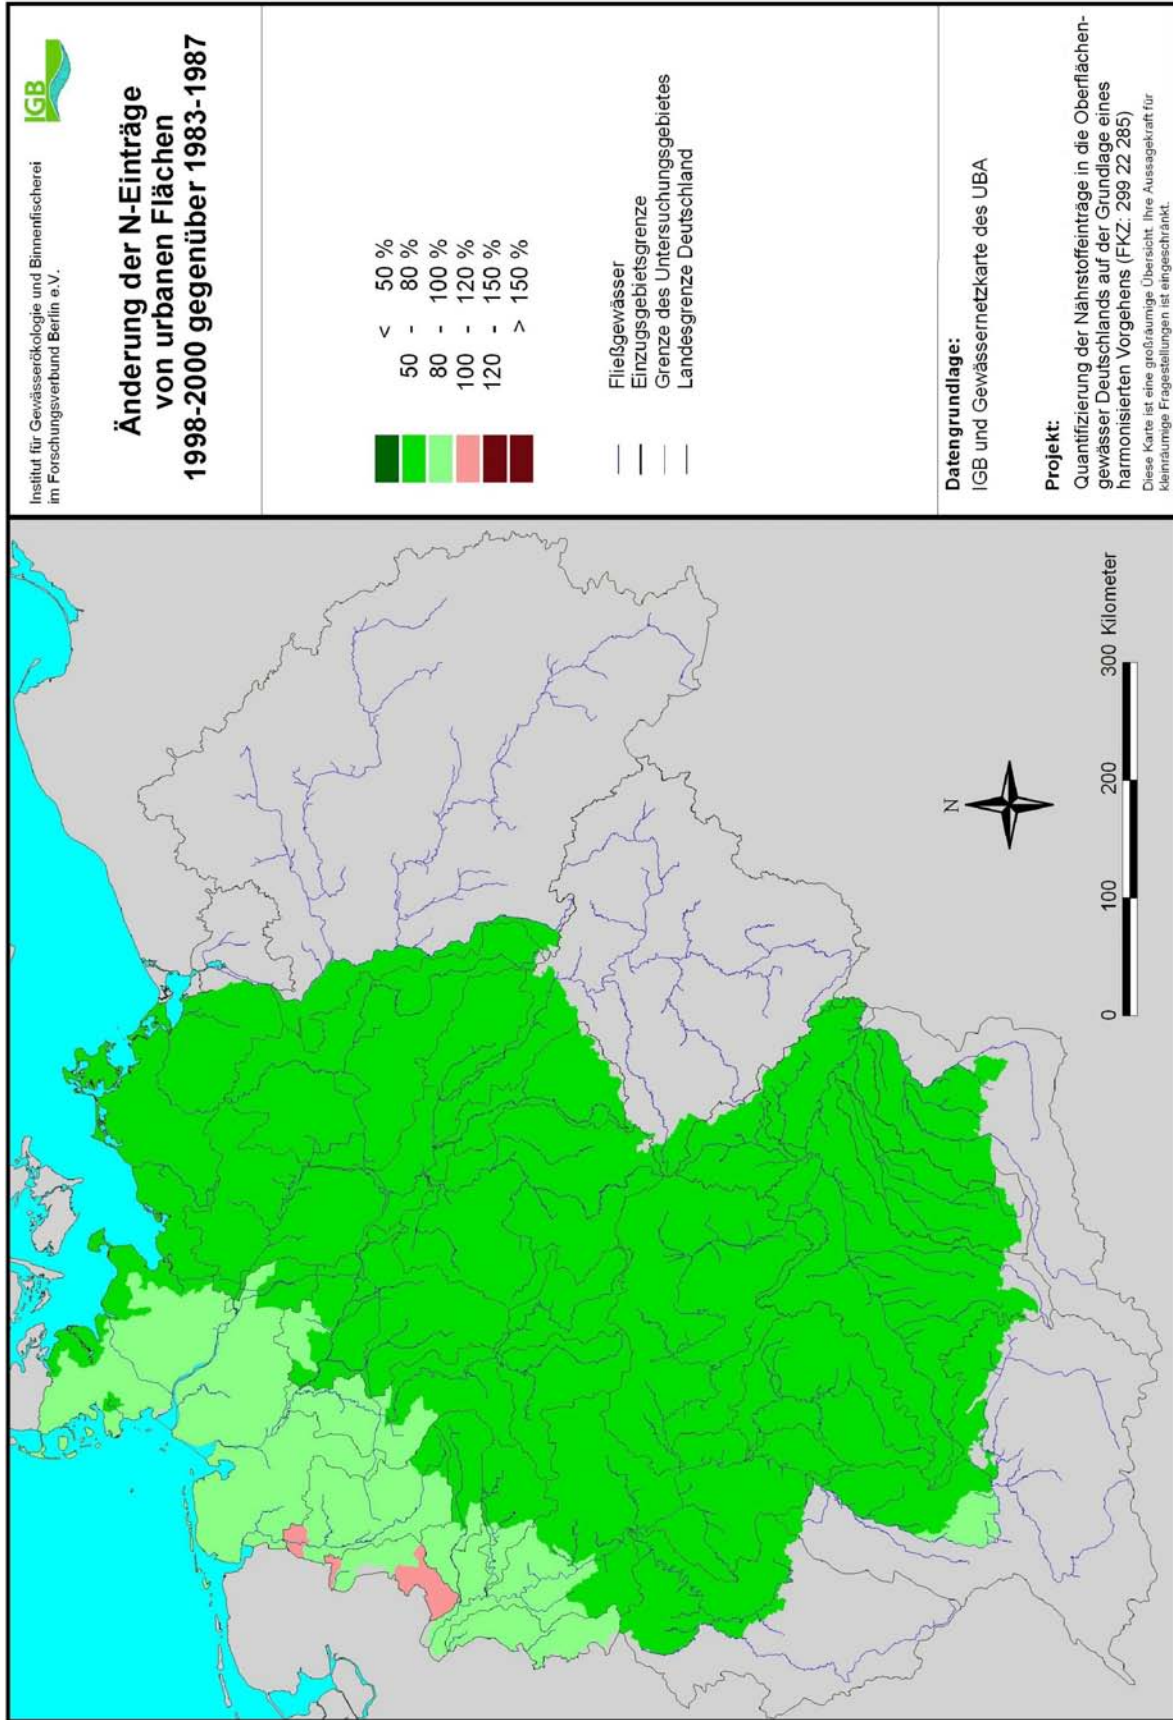 Institut für Gewässerökologie und Binnenfischerei
im Forschungsverbund Berlin e.V.
IGB
Änderung der N-Einträge
von urbanen Flächen
1998-2000 gegenüber 1983-1987
< 50 %
50 - 80 %
80 - 100 %
100 - 120 %
120 - 150 %
> 150 %
Fließgewässer
Einzugsgebietsgrenze
Grenze des Untersuchungsgebietes
Landesgrenze Deutschland
Datengrundlage:
IGB und Gewässernetzkarte des UBA
Projekt:
Quantifizierung der Nährstoffeinträge in die Oberflächen-
gewässer Deutschlands auf der Grundlage eines
harmonisierten Vorgehens (FKZ: 299 22 285)
Diese Karte ist eine großräumige Übersicht. Ihre Aussagekraft für
kleinräumige Fragestellungen ist eingeschränkt.
N
0 100 200 300 Kilometer